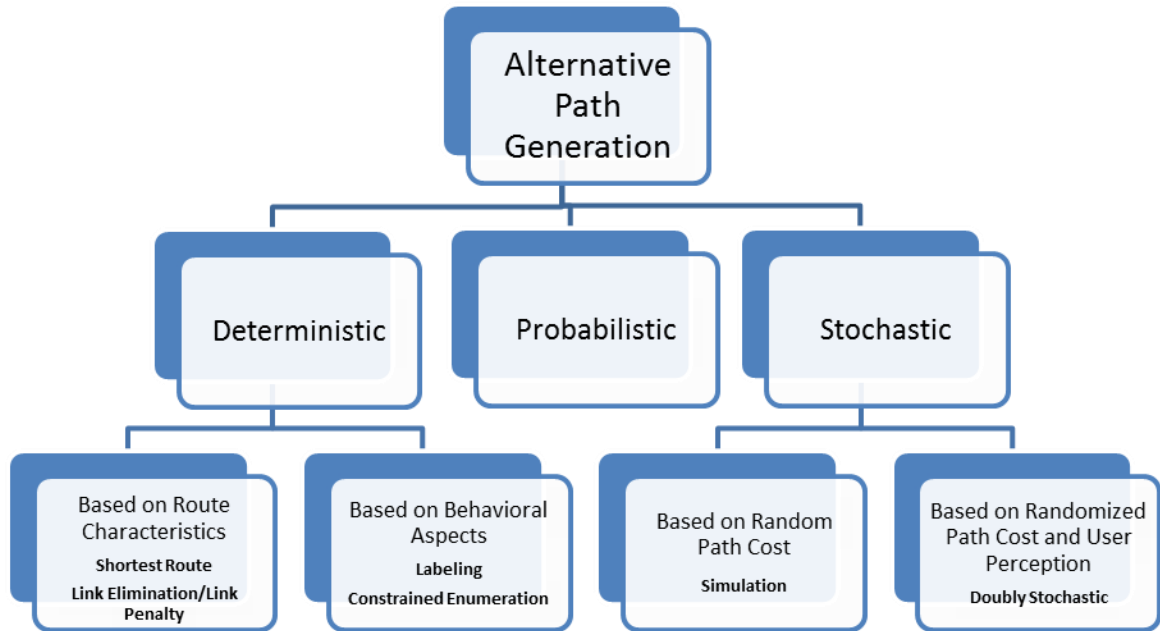 Alternative
Path
Generation
Deterministic
Probabilistic
Stochastic
Based on Route
Characteristics
Shortest Route
Link Elimination/Link
Penalty
Based on Behavioral
Aspects
Labeling
Constrained Enumeration
Based on Random
Path Cost
Simulation
Based on Randomized
Path Cost and User
Perception
Doubly Stochastic